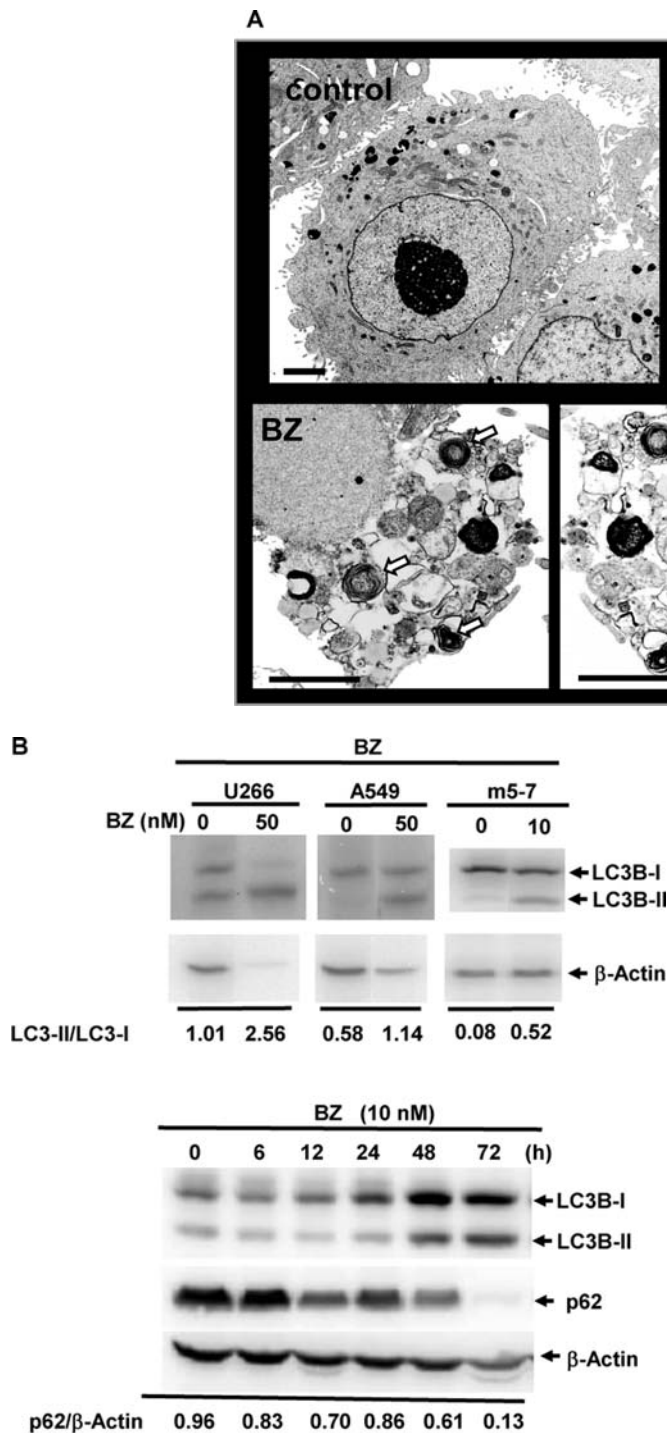 A
control
BZ
B
BZ
U266 A549 m5-7
BZ (nM) 0 50 0 50 0 10
LC3B-I
LC3B-II
β-Actin
LC3-II/LC3-I 1.01 2.56 0.58 1.14 0.08 0.52
BZ (10 nM)
0 6 12 24 48 72 (h)
LC3B-I
LC3B-II
p62
β-Actin
p62/β-Actin 0.96 0.83 0.70 0.86 0.61 0.13